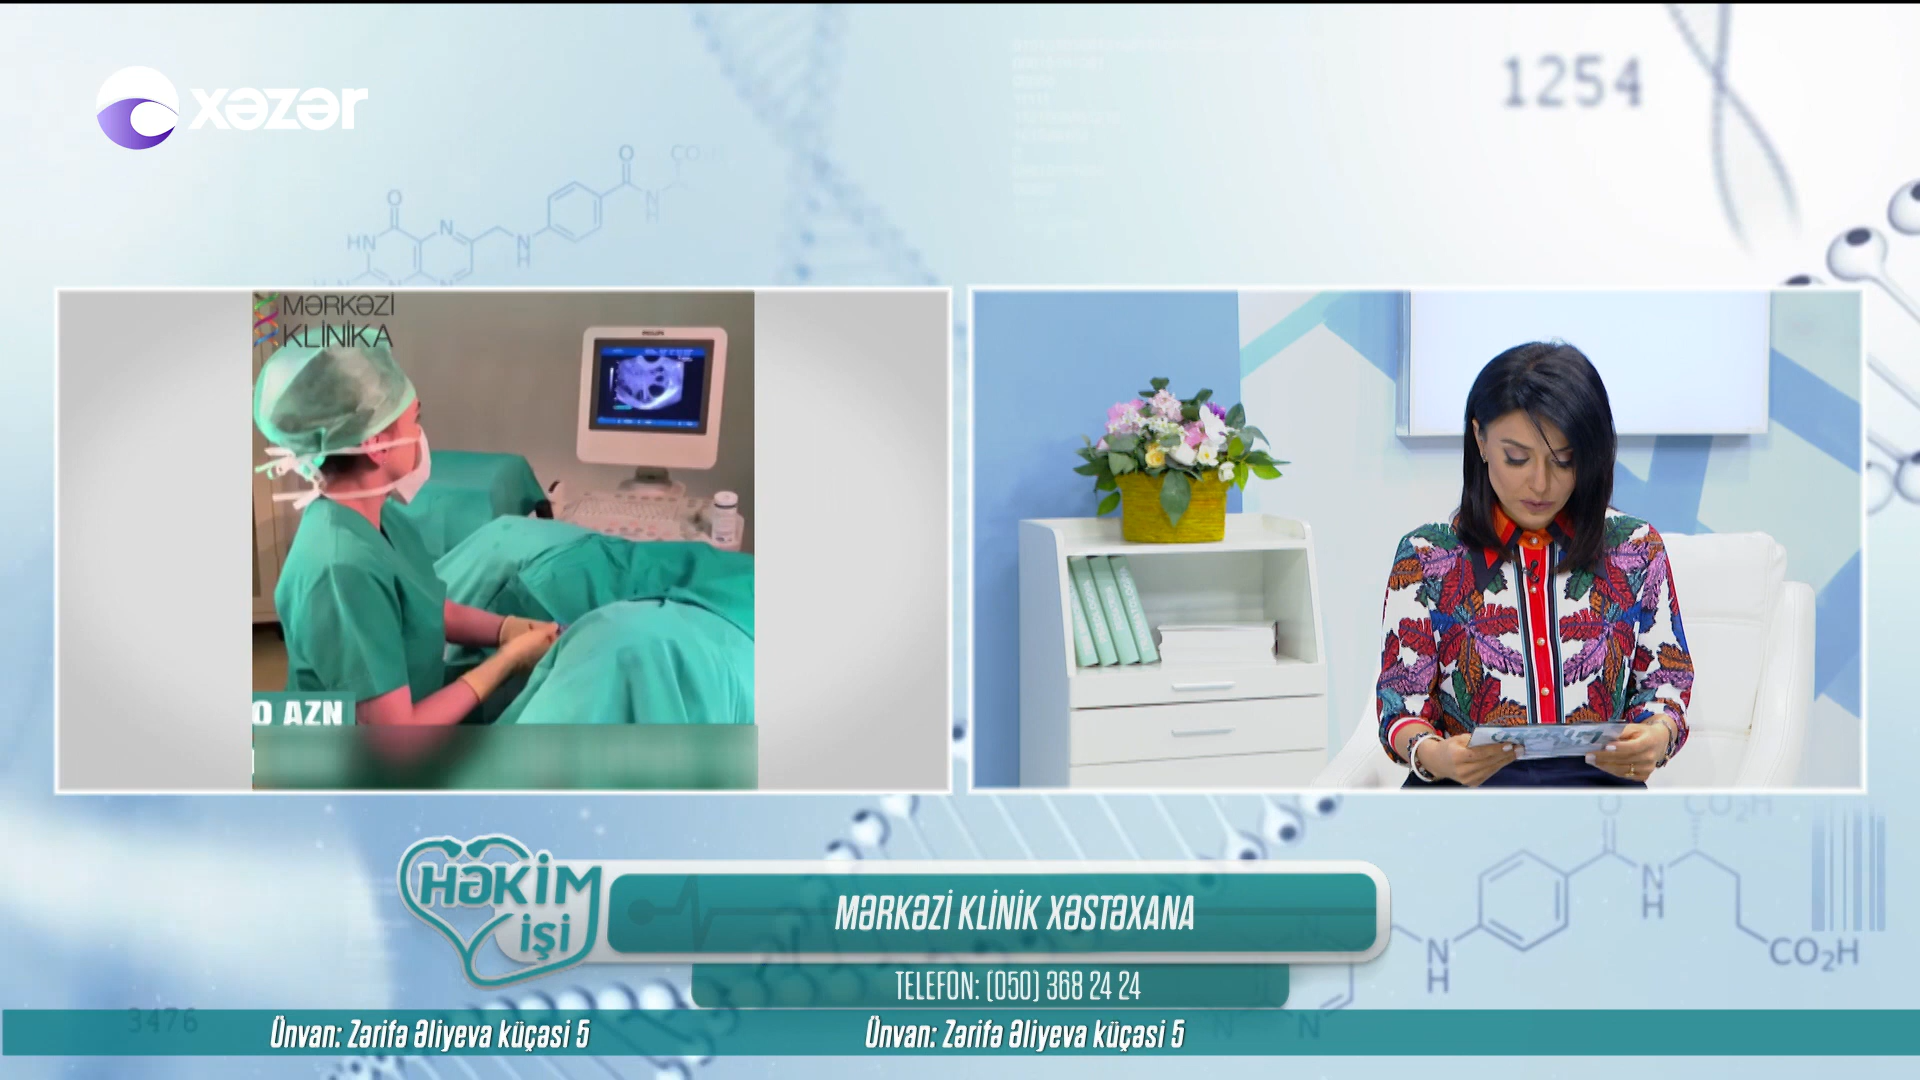 xəzər
1254
MƏRKƏZİ
KLİNİKA
0 AZN
HƏKİM
işi
MƏRKƏZİ KLİNİK XƏSTƏXANA
TELEFON: (050) 368 24 24
3476
Ünvan: Zərifə Əliyeva küçəsi 5
Ünvan: Zərifə Əliyeva küçəsi 5